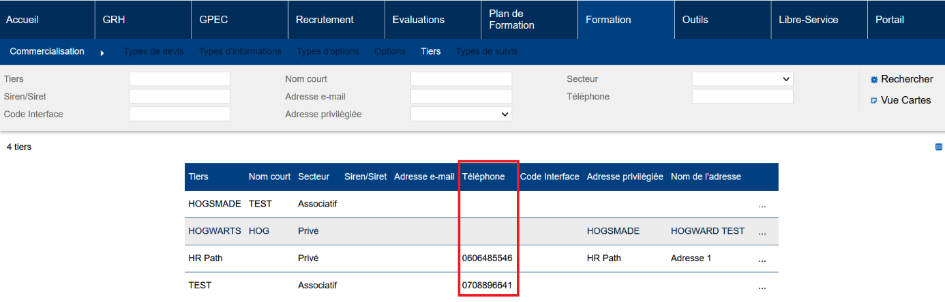 Accueil GRH GPEC Recrutement Evaluations Plan de Formation Formation Outils Libre-Service Portail
Commercialisation Types de devis Types d'informations Types d'options Options Tiers Types de suivis
Tiers Nom court Secteur Rechercher
Siren/Siret Adresse e-mail Téléphone Vue Cartes
Code Interface Adresse privilégiée
4 tiers
Tiers Nom court Secteur Siren/Siret Adresse e-mail Téléphone Code Interface Adresse privilégiée Nom de l'adresse
HOGSMADE TEST Associatif ...
HOGWARTS HOG Privé HOGSMADE HOGWARD TEST ...
HR Path Privé 0606485546 HR Path Adresse 1 ...
TEST Associatif 0708896641 ...